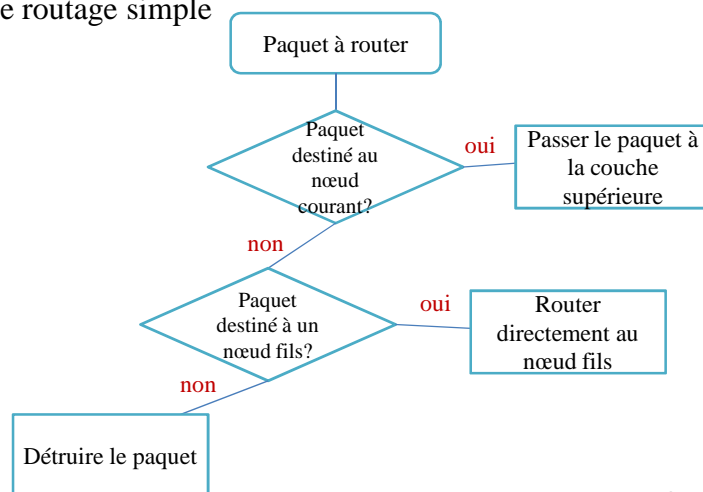 e routage simple
Paquet à router
Paquet
destiné au
nœud
courant?
oui
Passer le paquet à
la couche
supérieure
non
Paquet
destiné à un
nœud fils?
oui
Router
directement au
nœud fils
non
Détruire le paquet